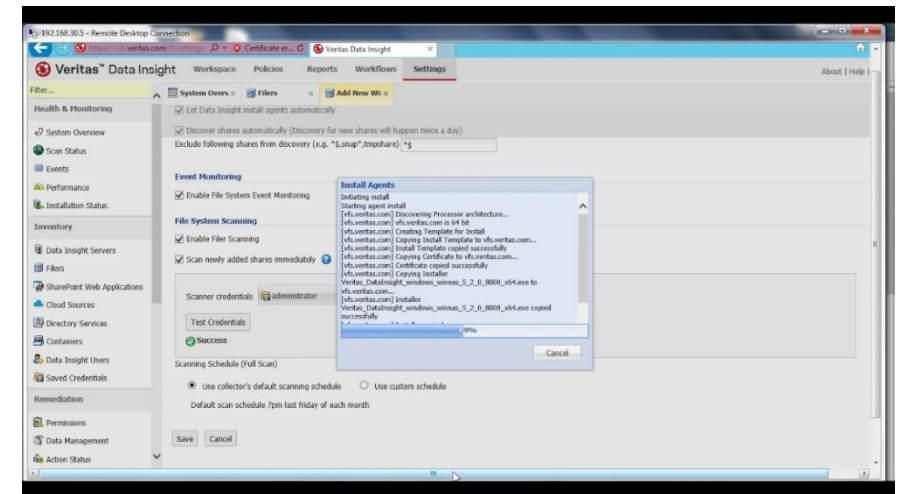 192.168.30.5 - Remote Desktop Connection
Certificate er...
Veritas Data Insight
Veritas™ Data Insight
Workspace Policies Reports Workflows Settings
About | Help |
Filter...
System Overv
Filers
Add New Wi
Health & Monitoring
System Overview
Scan Status
Events
Performance
Installation Status
Inventory
Data Insight Servers
Filers
SharePoint Web Applications
Cloud Sources
Directory Services
Containers
Data Insight Users
Saved Credentials
Remediation
Permissions
Data Management
Action Status
Let Data Insight install agents automatically
Discover shares automatically (Discovery for new shares will happen twice a day)
Exclude following shares from discovery (e.g. *$,snap*,tmpshare) *$
Event Monitoring
Enable File System Event Monitoring
File System Scanning
Enable Filer Scanning
Scan newly added shares immediately
Scanner credentials administrator
Test Credentials
Success
Scanning Schedule (Full Scan)
Use collector's default scanning schedule Use custom schedule
Default scan schedule 7pm last friday of each month
Save Cancel
Install Agents
Initiating install
Starting agent install
[vfs.veritas.com] Discovering Processor architecture...
[vfs.veritas.com] vfs.veritas.com is 64 bit
[vfs.veritas.com] Creating Template for Install
[vfs.veritas.com] Copying Install Template to vfs.veritas.com...
[vfs.veritas.com] Install Template copied successfully
[vfs.veritas.com] Copying Certificate to vfs.veritas.com...
[vfs.veritas.com] Certificate copied successfully
[vfs.veritas.com] Copying Installer
Veritas_DataInsight_windows_winnas_5_2_0_8800_x64.exe to
vfs.veritas.com...
[vfs.veritas.com] Installer
Veritas_DataInsight_windows_winnas_5_2_0_8800_x64.exe copied
successfully
Cancel